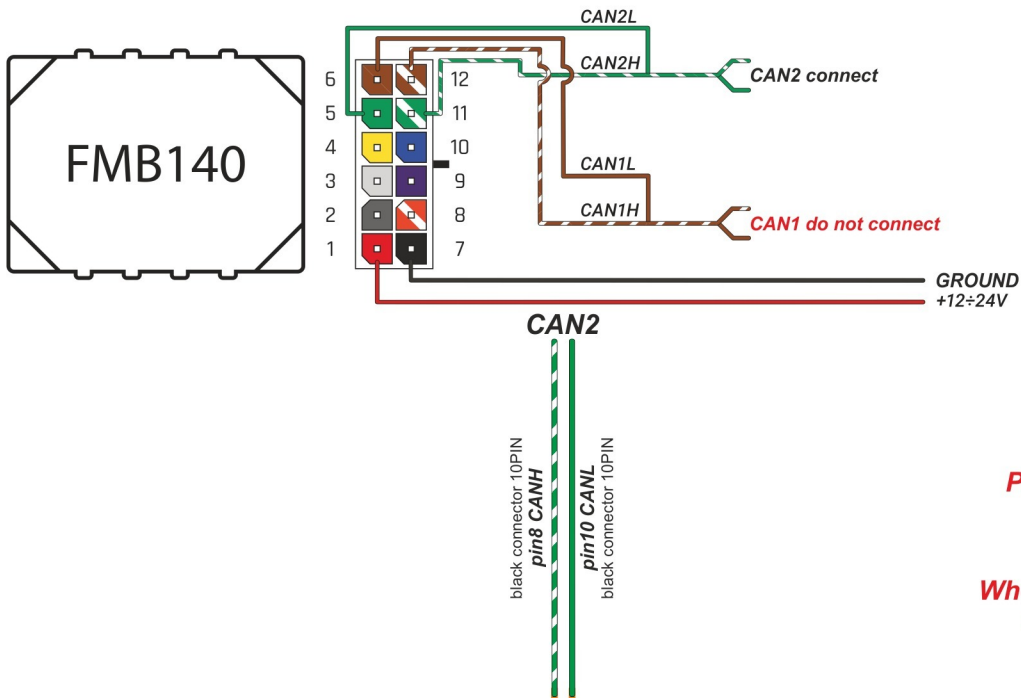 CAN2L
CAN2H
CAN2 connect
FMB140
6
12
5
11
4
10
3
9
2
8
1
7
CAN1L
CAN1H
CAN1 do not connect
GROUND
+12÷24V
CAN2
black connector 10PIN
pin8 CANH
pin10 CANL
black connector 10PIN
P
Wh